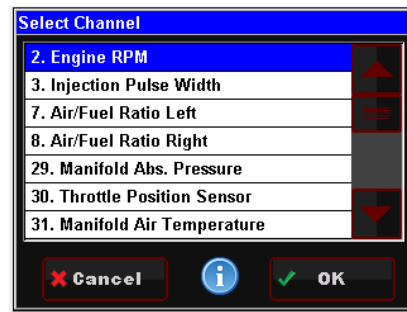 Select Channel
2. Engine RPM
3. Injection Pulse Width
7. Air/Fuel Ratio Left
8. Air/Fuel Ratio Right
29. Manifold Abs. Pressure
30. Throttle Position Sensor
31. Manifold Air Temperature
Cancel
OK